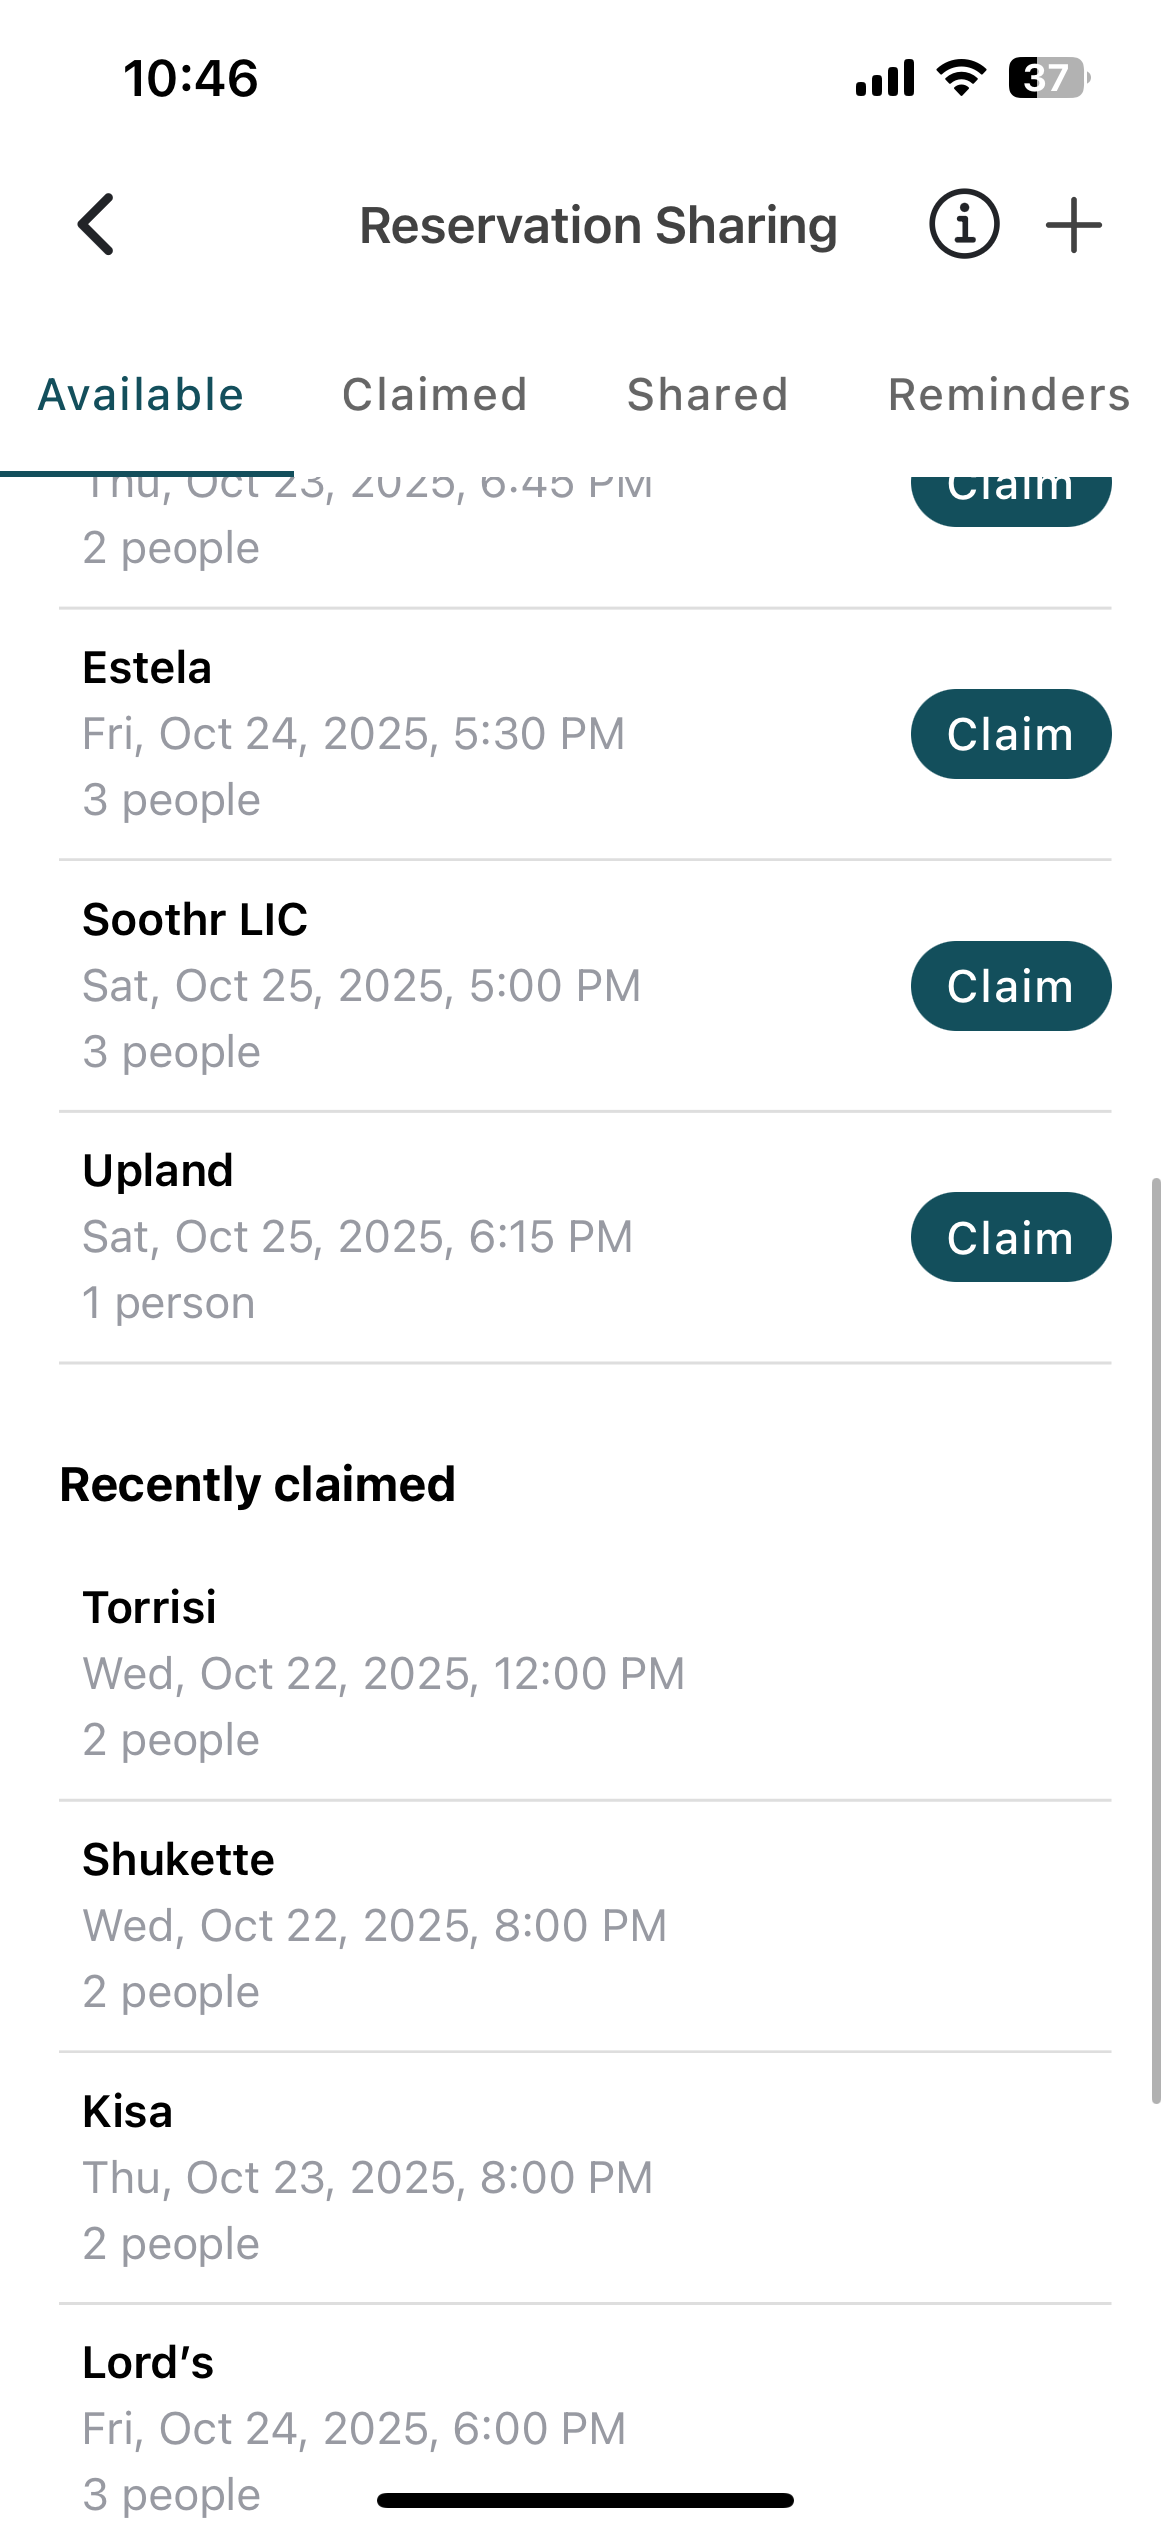 10:46
37
Reservation Sharing
Available
Claimed
Shared
Reminders
Thu, Oct 23, 2025, 6:45 PM
Claim
2 people
Estela
Fri, Oct 24, 2025, 5:30 PM
Claim
3 people
Soothr LIC
Sat, Oct 25, 2025, 5:00 PM
Claim
3 people
Upland
Sat, Oct 25, 2025, 6:15 PM
Claim
1 person
Recently claimed
Torrisi
Wed, Oct 22, 2025, 12:00 PM
2 people
Shukette
Wed, Oct 22, 2025, 8:00 PM
2 people
Kisa
Thu, Oct 23, 2025, 8:00 PM
2 people
Lord’s
Fri, Oct 24, 2025, 6:00 PM
3 people